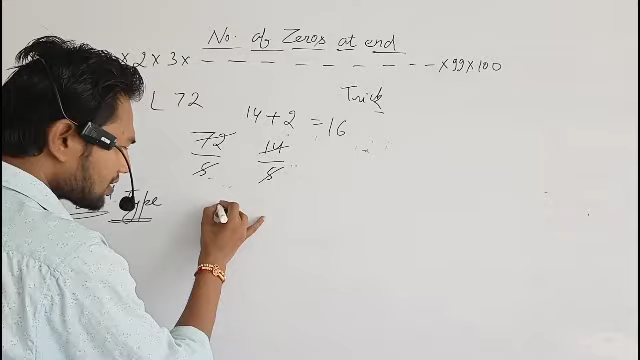 No. of Zeros at end
× 2 × 3 × - - - - - - - - × 99 × 100
Trick
L 72
14 + 2 = 16
72 14
5 5
Type